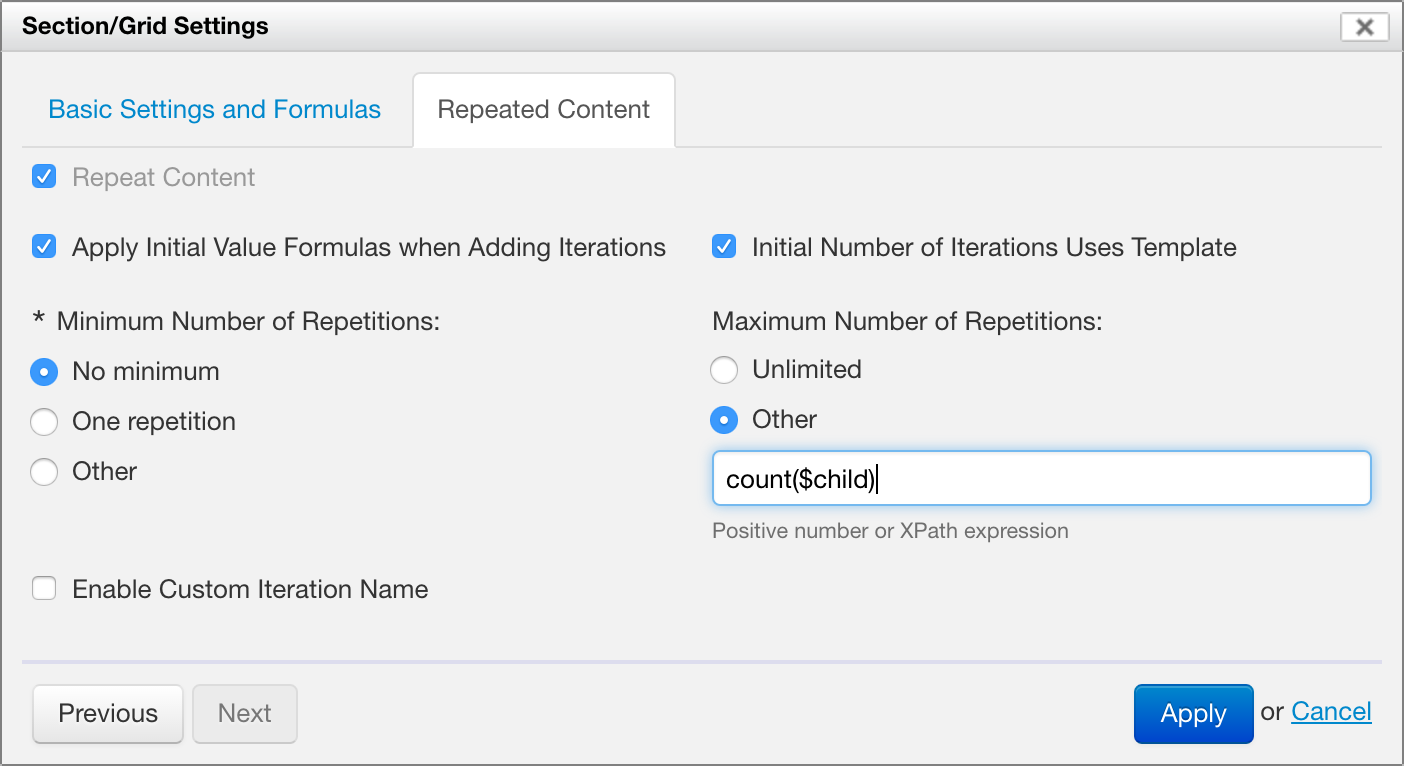 Section/Grid Settings
Basic Settings and Formulas
Repeated Content
Repeat Content
Apply Initial Value Formulas when Adding Iterations
Initial Number of Iterations Uses Template
* Minimum Number of Repetitions:
No minimum
One repetition
Other
Maximum Number of Repetitions:
Unlimited
Other
count($child)
Positive number or XPath expression
Enable Custom Iteration Name
Previous
Next
Apply or Cancel